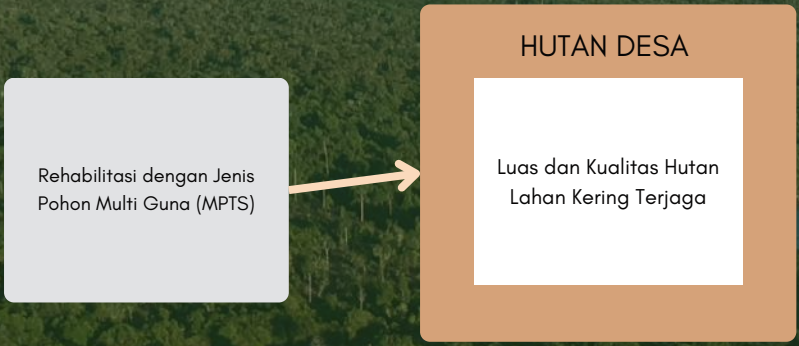 HUTAN DESA
Rehabilitasi dengan Jenis
Pohon Multi Guna (MPTS)
Luas dan Kualitas Hutan
Lahan Kering Terjaga